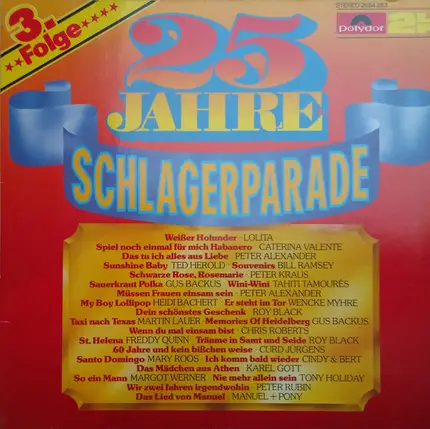 3.
Folge
STEREO 2664 283
polydor
2LP
25
JAHRE
SCHLAGERPARADE
Weißer Holunder · LOLITA
Spiel noch einmal für mich Habanero · CATERINA VALENTE
Das tu ich alles aus Liebe · PETER ALEXANDER
Sunshine Baby TED HEROLD · Souvenirs BILL RAMSEY
Schwarze Rose, Rosemarie · PETER KRAUS
Sauerkraut Polka GUS BACKUS · Wini-Wini TAHITI TAMOURÉS
Müssen Frauen einsam sein · PETER ALEXANDER
My Boy Lollipop HEIDI BACHERT · Er steht im Tor WENCKE MYHRE
Dein schönstes Geschenk · ROY BLACK
Taxi nach Texas MARTIN LAUER · Memories Of Heidelberg GUS BACKUS
Wenn du mal einsam bist · CHRIS ROBERTS
St. Helena FREDDY QUINN · Träume in Samt und Seide ROY BLACK
60 Jahre und kein bißchen weise · CURD JÜRGENS
Santo Domingo MARY ROOS · Ich will dich immer wieder CINDY & BERT
Das Mädchen aus Athen · KAREL GOTT
So ein Mann MARGOT WERNER · Nie mehr allein sein TONY HOLIDAY
Wir zwei fahren irgendwohin · PETER RUBIN
Das Lied von Manuel · MANUEL + PONY